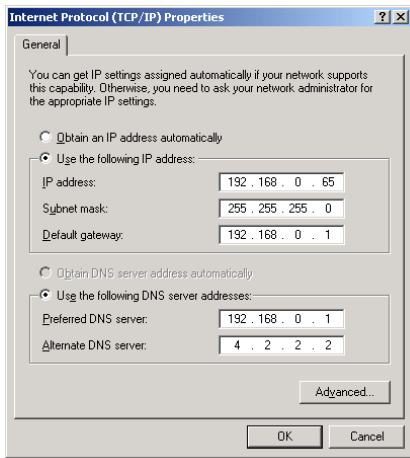 Internet Protocol (TCP/IP) Properties
General
You can get IP settings assigned automatically if your network supports
this capability. Otherwise, you need to ask your network administrator for
the appropriate IP settings.
Obtain an IP address automatically
Use the following IP address:
IP address: 192 . 168 . 0 . 65
Subnet mask: 255 . 255 . 255 . 0
Default gateway: 192 . 168 . 0 . 1
Obtain DNS server address automatically
Use the following DNS server addresses:
Preferred DNS server: 192 . 168 . 0 . 1
Alternate DNS server: 4 . 2 . 2 . 2
Advanced...
OK Cancel